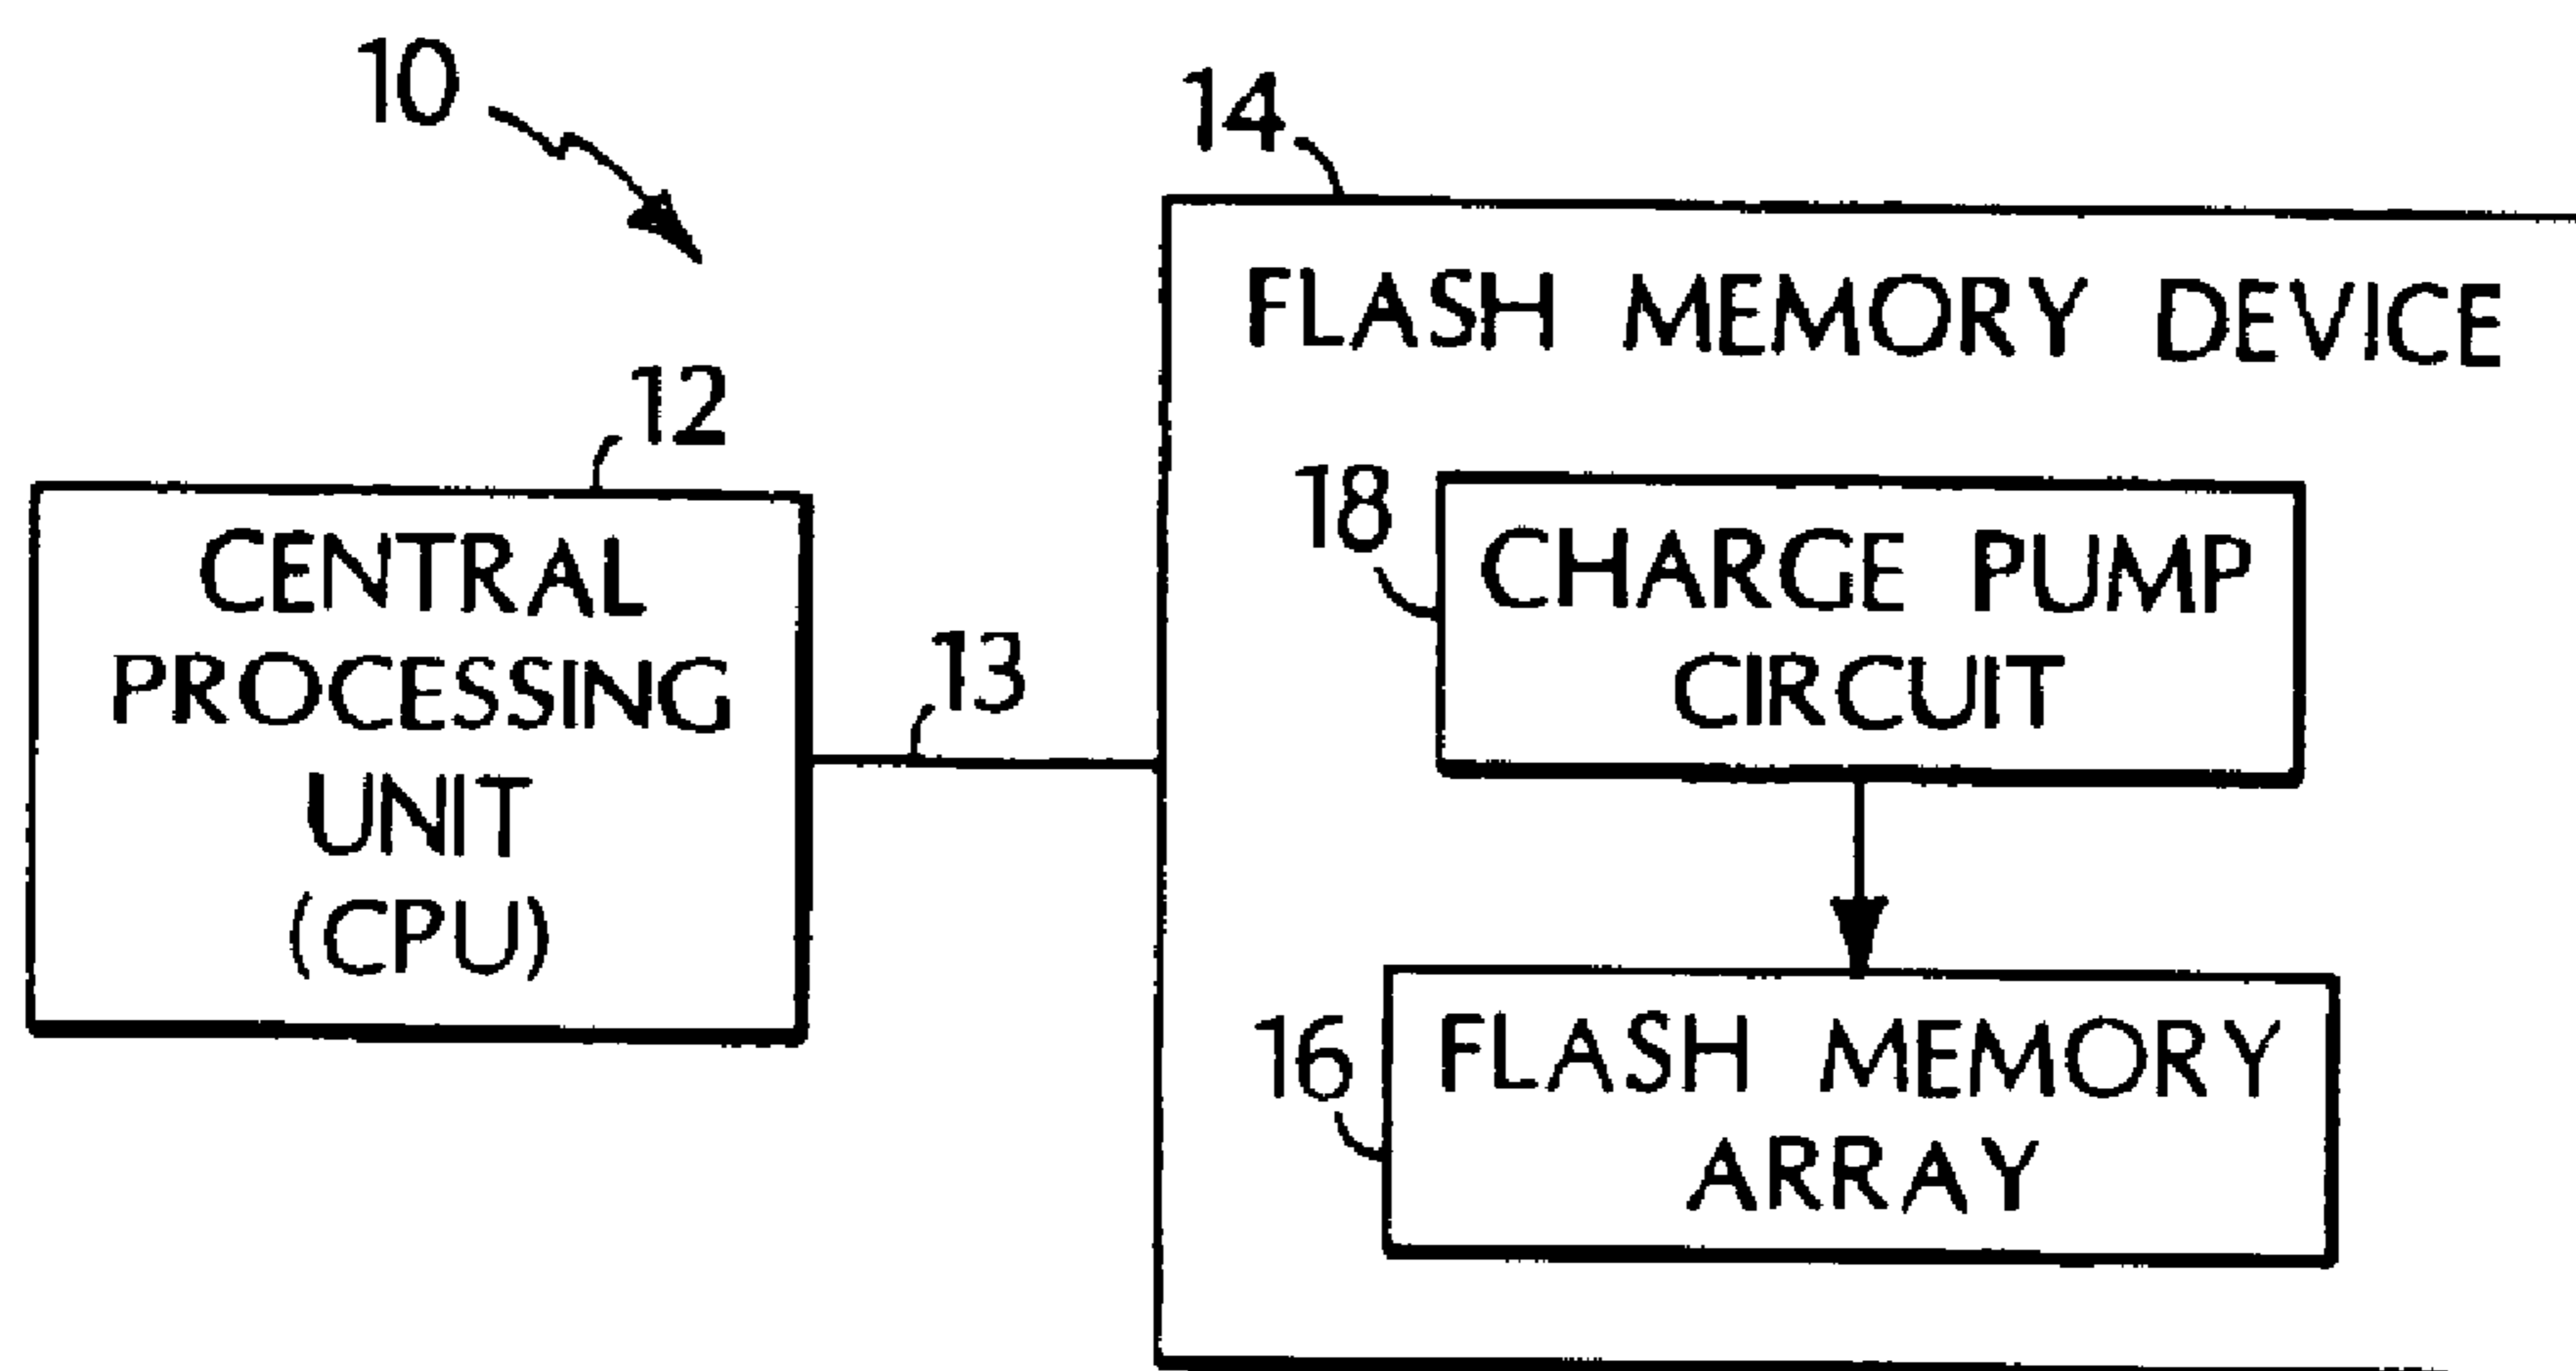 10
14
FLASH MEMORY DEVICE
12
CENTRAL
PROCESSING
UNIT
(CPU)
13
18
CHARGE PUMP
CIRCUIT
16
FLASH MEMORY
ARRAY